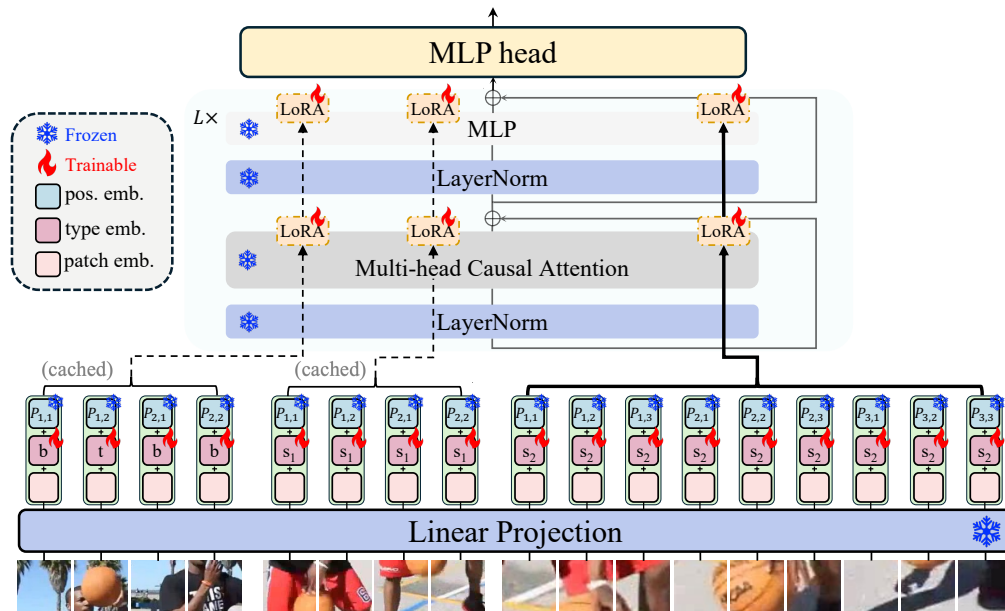 MLP head
LoRA LoRA LoRA
L×
MLP
Frozen
Trainable
pos. emb.
type emb.
patch emb.
LayerNorm
LoRA LoRA LoRA
Multi-head Causal Attention
LayerNorm
(cached) (cached)
P1,1 P1,2 P2,1 P2,2 P1,1 P1,2 P2,1 P2,2 P1,1 P1,2 P1,3 P2,1 P2,2 P2,3 P3,1 P3,2 P3,3
+ + + + + + + + + + + + + + + + +
b t b b s1 s1 s1 s1 s2 s2 s2 s2 s2 s2 s2 s2 s2
+ + + + + + + + + + + + + + + + +
Linear Projection